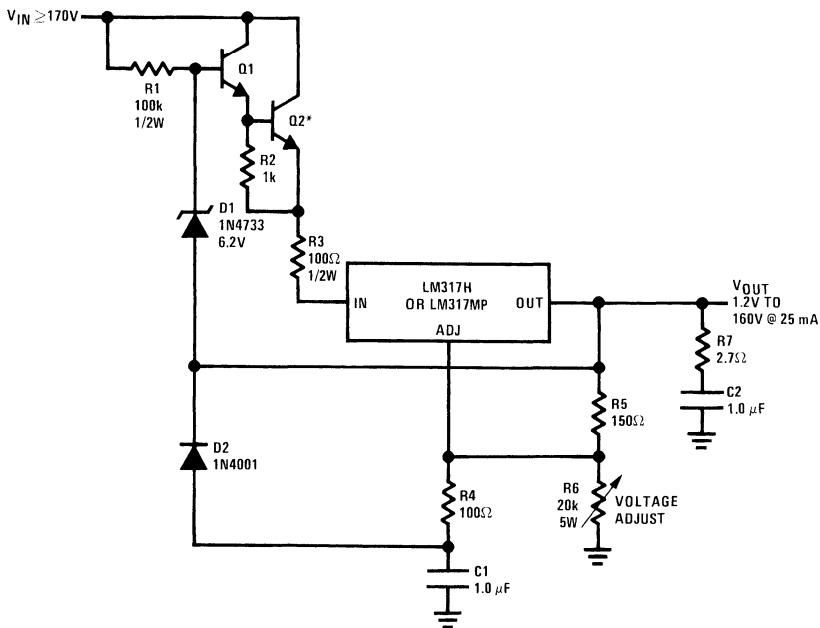 VIN ≥170V
R1
100k
1/2W
Q1
Q2*
R2
1k
D1
1N4733
6.2V
R3
100Ω
1/2W
LM317H
OR LM317MP
IN
OUT
ADJ
VOUT
1.2V TO
160V @ 25 mA
R7
2.7Ω
C2
1.0 μF
R5
150Ω
D2
1N4001
R4
100Ω
R6
20k
5W
VOLTAGE
ADJUST
C1
1.0 μF